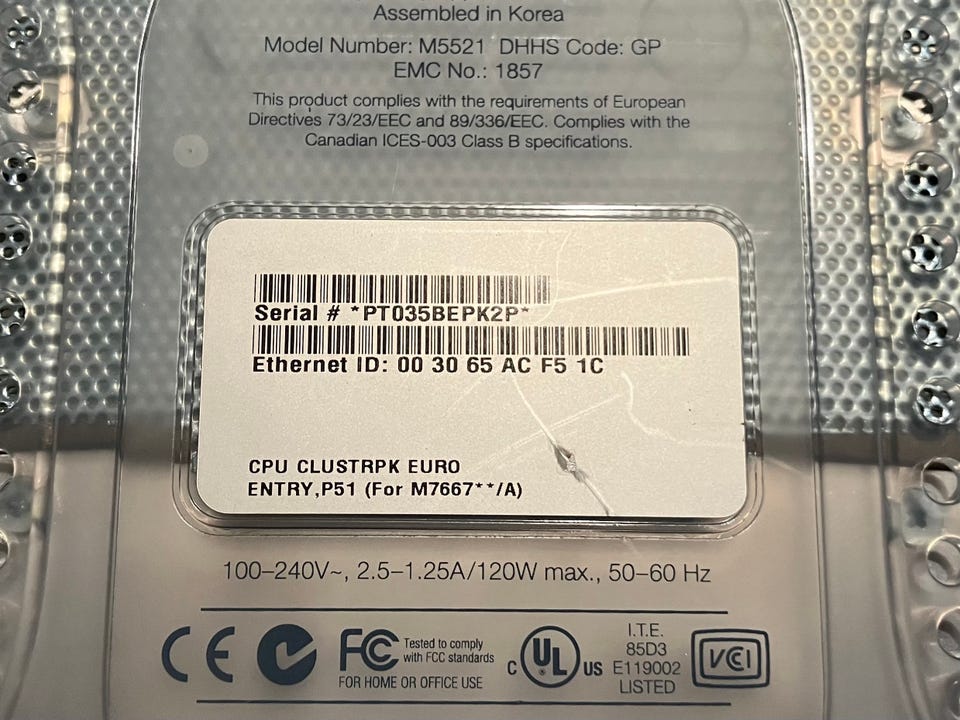 Assembled in Korea
Model Number: M5521 DHHS Code: GP
EMC No.: 1857
This product complies with the requirements of European
Directives 73/23/EEC and 89/336/EEC. Complies with the
Canadian ICES-003 Class B specifications.
Serial # *PT035BEPK2P*
Ethernet ID: 00 30 65 AC F5 1C
CPU CLUSTRPK EURO
ENTRY,P51 (For M7667**/A)
100–240V~, 2.5–1.25A/120W max., 50–60 Hz
CE
FC
Tested to comply
with FCC standards
FOR HOME OR OFFICE USE
C UL US
I.T.E.
85D3
E119002
LISTED
VCI